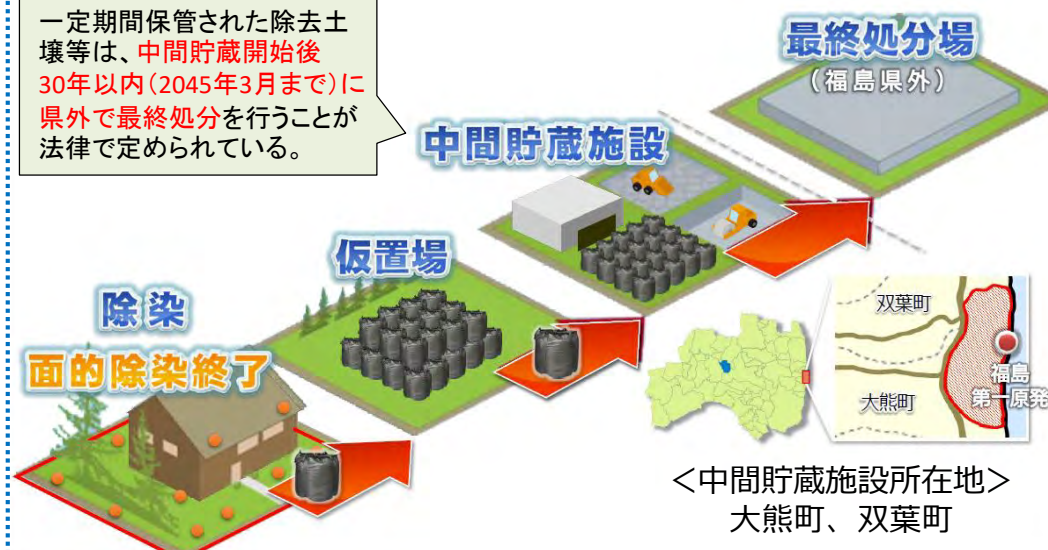 一定期間保管された除去土
壌等は、中間貯蔵開始後
30年以内(2045年3月まで)に
県外で最終処分を行うことが
法律で定められている。
最終処分場
(福島県外)
中間貯蔵施設
仮置場
除染
面的除染終了
双葉町
大熊町
福島
第一原発
<中間貯蔵施設所在地>
大熊町、双葉町